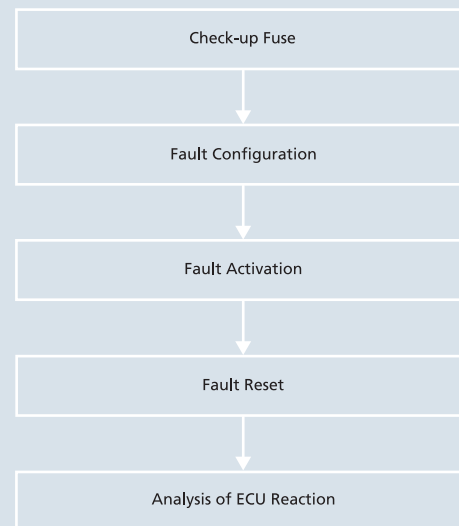 Check-up Fuse
Fault Configuration
Fault Activation
Fault Reset
Analysis of ECU Reaction